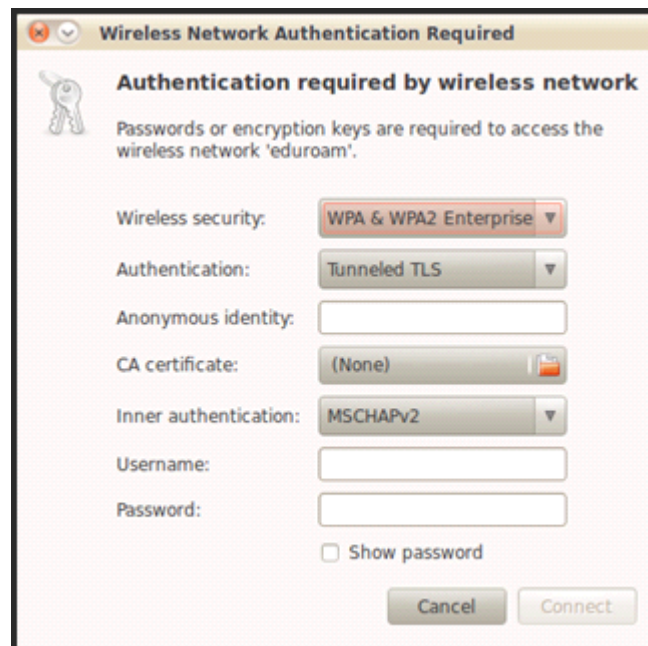 Wireless Network Authentication Required
Authentication required by wireless network
Passwords or encryption keys are required to access the
wireless network 'eduroam'.
Wireless security: WPA & WPA2 Enterprise
Authentication: Tunneled TLS
Anonymous identity:
CA certificate: (None)
Inner authentication: MSCHAPv2
Username:
Password:
Show password
Cancel Connect